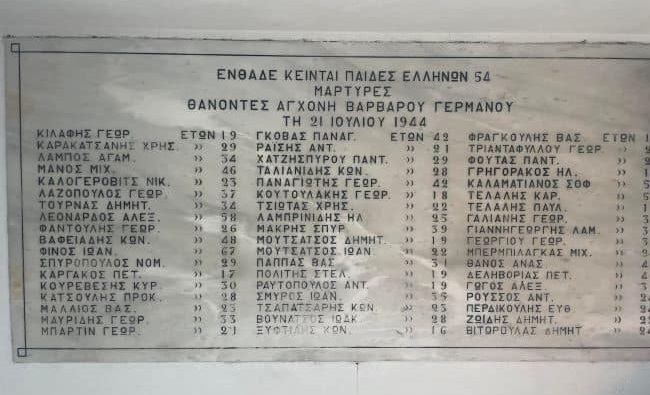 ΕΝΘΑΔΕ ΚΕΙΝΤΑΙ ΠΑΙΔΕΣ ΕΛΛΗΝΩΝ 54
ΜΑΡΤΥΡΕΣ
ΘΑΝΟΝΤΕΣ ΑΓΧΟΝΗ ΒΑΡΒΑΡΟΥ ΓΕΡΜΑΝΟΥ
ΤΗ 21 ΙΟΥΛΙΟΥ 1944
ΚΙΛΑΦΗΣ ΓΕΩΡ. ΕΤΩΝ 19 ΓΚΟΒΑΣ ΠΑΝΑΓ. ΕΤΩΝ 42 ΦΡΑΓΚΟΥΛΗΣ ΒΑΣ. ΕΤΩΝ
ΚΑΡΑΚΑΤΣΑΝΗΣ ΧΡΗΣ. » 29 ΡΑΪΣΗΣ ΑΝΤ. » 21 ΤΡΙΑΝΤΑΦΥΛΛΟΥ ΓΕΩΡ. »
ΛΑΜΠΟΣ ΑΓΑΜ. » 34 ΧΑΤΖΗΣΠΥΡΟΥ ΠΑΝΤ. » 29 ΦΟΥΤΑΣ ΠΑΝΤ. »
ΜΑΝΟΣ ΜΙΧ. » 46 ΤΑΛΙΑΝΙΔΗΣ ΚΩΝ. » 28 ΓΡΗΓΟΡΑΚΟΣ ΗΛ. »
ΚΑΛΟΓΕΡΟΒΙΤΣ ΝΙΚ. » 23 ΠΑΝΑΓΙΩΤΗΣ ΓΕΩΡ. » 42 ΚΑΛΑΜΑΤΙΑΝΟΣ ΣΟΦ »
ΛΑΖΟΠΟΥΛΟΣ ΓΕΩΡ. » 37 ΚΟΥΤΟΥΛΑΚΗΣ ΓΕΩΡ. » 18 ΤΕΛΑΛΗΣ ΚΑΡ. »
ΤΟΥΡΝΑΣ ΔΗΜΗΤ. » 34 ΤΣΙΩΤΑΣ ΧΡΗΣ. » 22 ΤΕΛΑΛΗΣ ΠΑΥΛ. »
ΛΕΟΝΑΡΔΟΣ ΑΛΕΞ. » 58 ΛΑΜΠΡΙΝΙΔΗΣ ΗΛ » 25 ΓΑΛΙΑΝΗΣ ΓΕΩΡ. »
ΦΑΝΤΟΥΛΗΣ ΓΕΩΡ. » 26 ΜΑΚΡΗΣ ΣΠΥΡ. » 39 ΓΙΑΝΝΗΓΕΩΡΓΗΣ ΛΑΜ. »
ΒΑΦΕΙΑΔΗΣ ΚΩΝ. » 48 ΜΟΥΤΣΑΤΣΟΣ ΔΗΜΗΤ. » 19 ΓΕΩΡΓΙΟΥ ΓΕΩΡ. »
ΦΙΝΟΣ ΙΩΑΝ. » 67 ΜΟΥΤΣΑΤΣΟΣ ΙΩΑΝ. » 22 ΜΠΕΡΜΠΙΛΑΓΚΑΣ ΜΙΧ. »
ΣΠΥΡΟΠΟΥΛΟΣ ΝΟΜ. » 29 ΠΑΠΠΑΣ ΒΑΣ. » 31 ΘΑΝΟΣ ΑΝΑΣ. »
ΚΑΡΓΑΚΟΣ ΠΕΤ. » 17 ΠΟΛΙΤΗΣ ΣΤΕΛ. » 19 ΔΕΛΗΒΟΡΙΑΣ ΠΕΤ. »
ΚΟΥΡΕΒΕΣΗΣ ΚΥΡ. » 30 ΡΑΥΤΟΠΟΥΛΟΣ ΑΝΤ. » 19 ΓΩΓΟΣ ΑΛΕΞ. »
ΚΑΤΣΟΥΛΗΣ ΠΡΟΚ. » 28 ΣΜΥΡΟΣ ΙΩΑΝ. » 35 ΡΟΥΣΣΟΣ ΑΝΤ. »
ΜΑΛΛΙΟΣ ΒΑΣ. » 23 ΤΣΑΠΑΤΣΑΡΗΣ ΚΩΝ. » 23 ΠΕΡΔΙΚΟΥΛΗΣ ΕΥΘ. »
ΜΑΥΡΙΔΗΣ ΓΕΩΡ. » 33 ΒΟΥΝΑΤΣΟΣ ΙΩΑΚ. » 28 ΖΩΙΔΗΣ ΔΗΜΗΤ. »
ΜΠΑΡΤΙΝ ΓΕΩΡ. » 21 ΞΥΦΤΙΛΗΣ ΚΩΝ. » 16 ΒΙΤΩΡΟΥΛΑΣ ΔΗΜΗΤ »